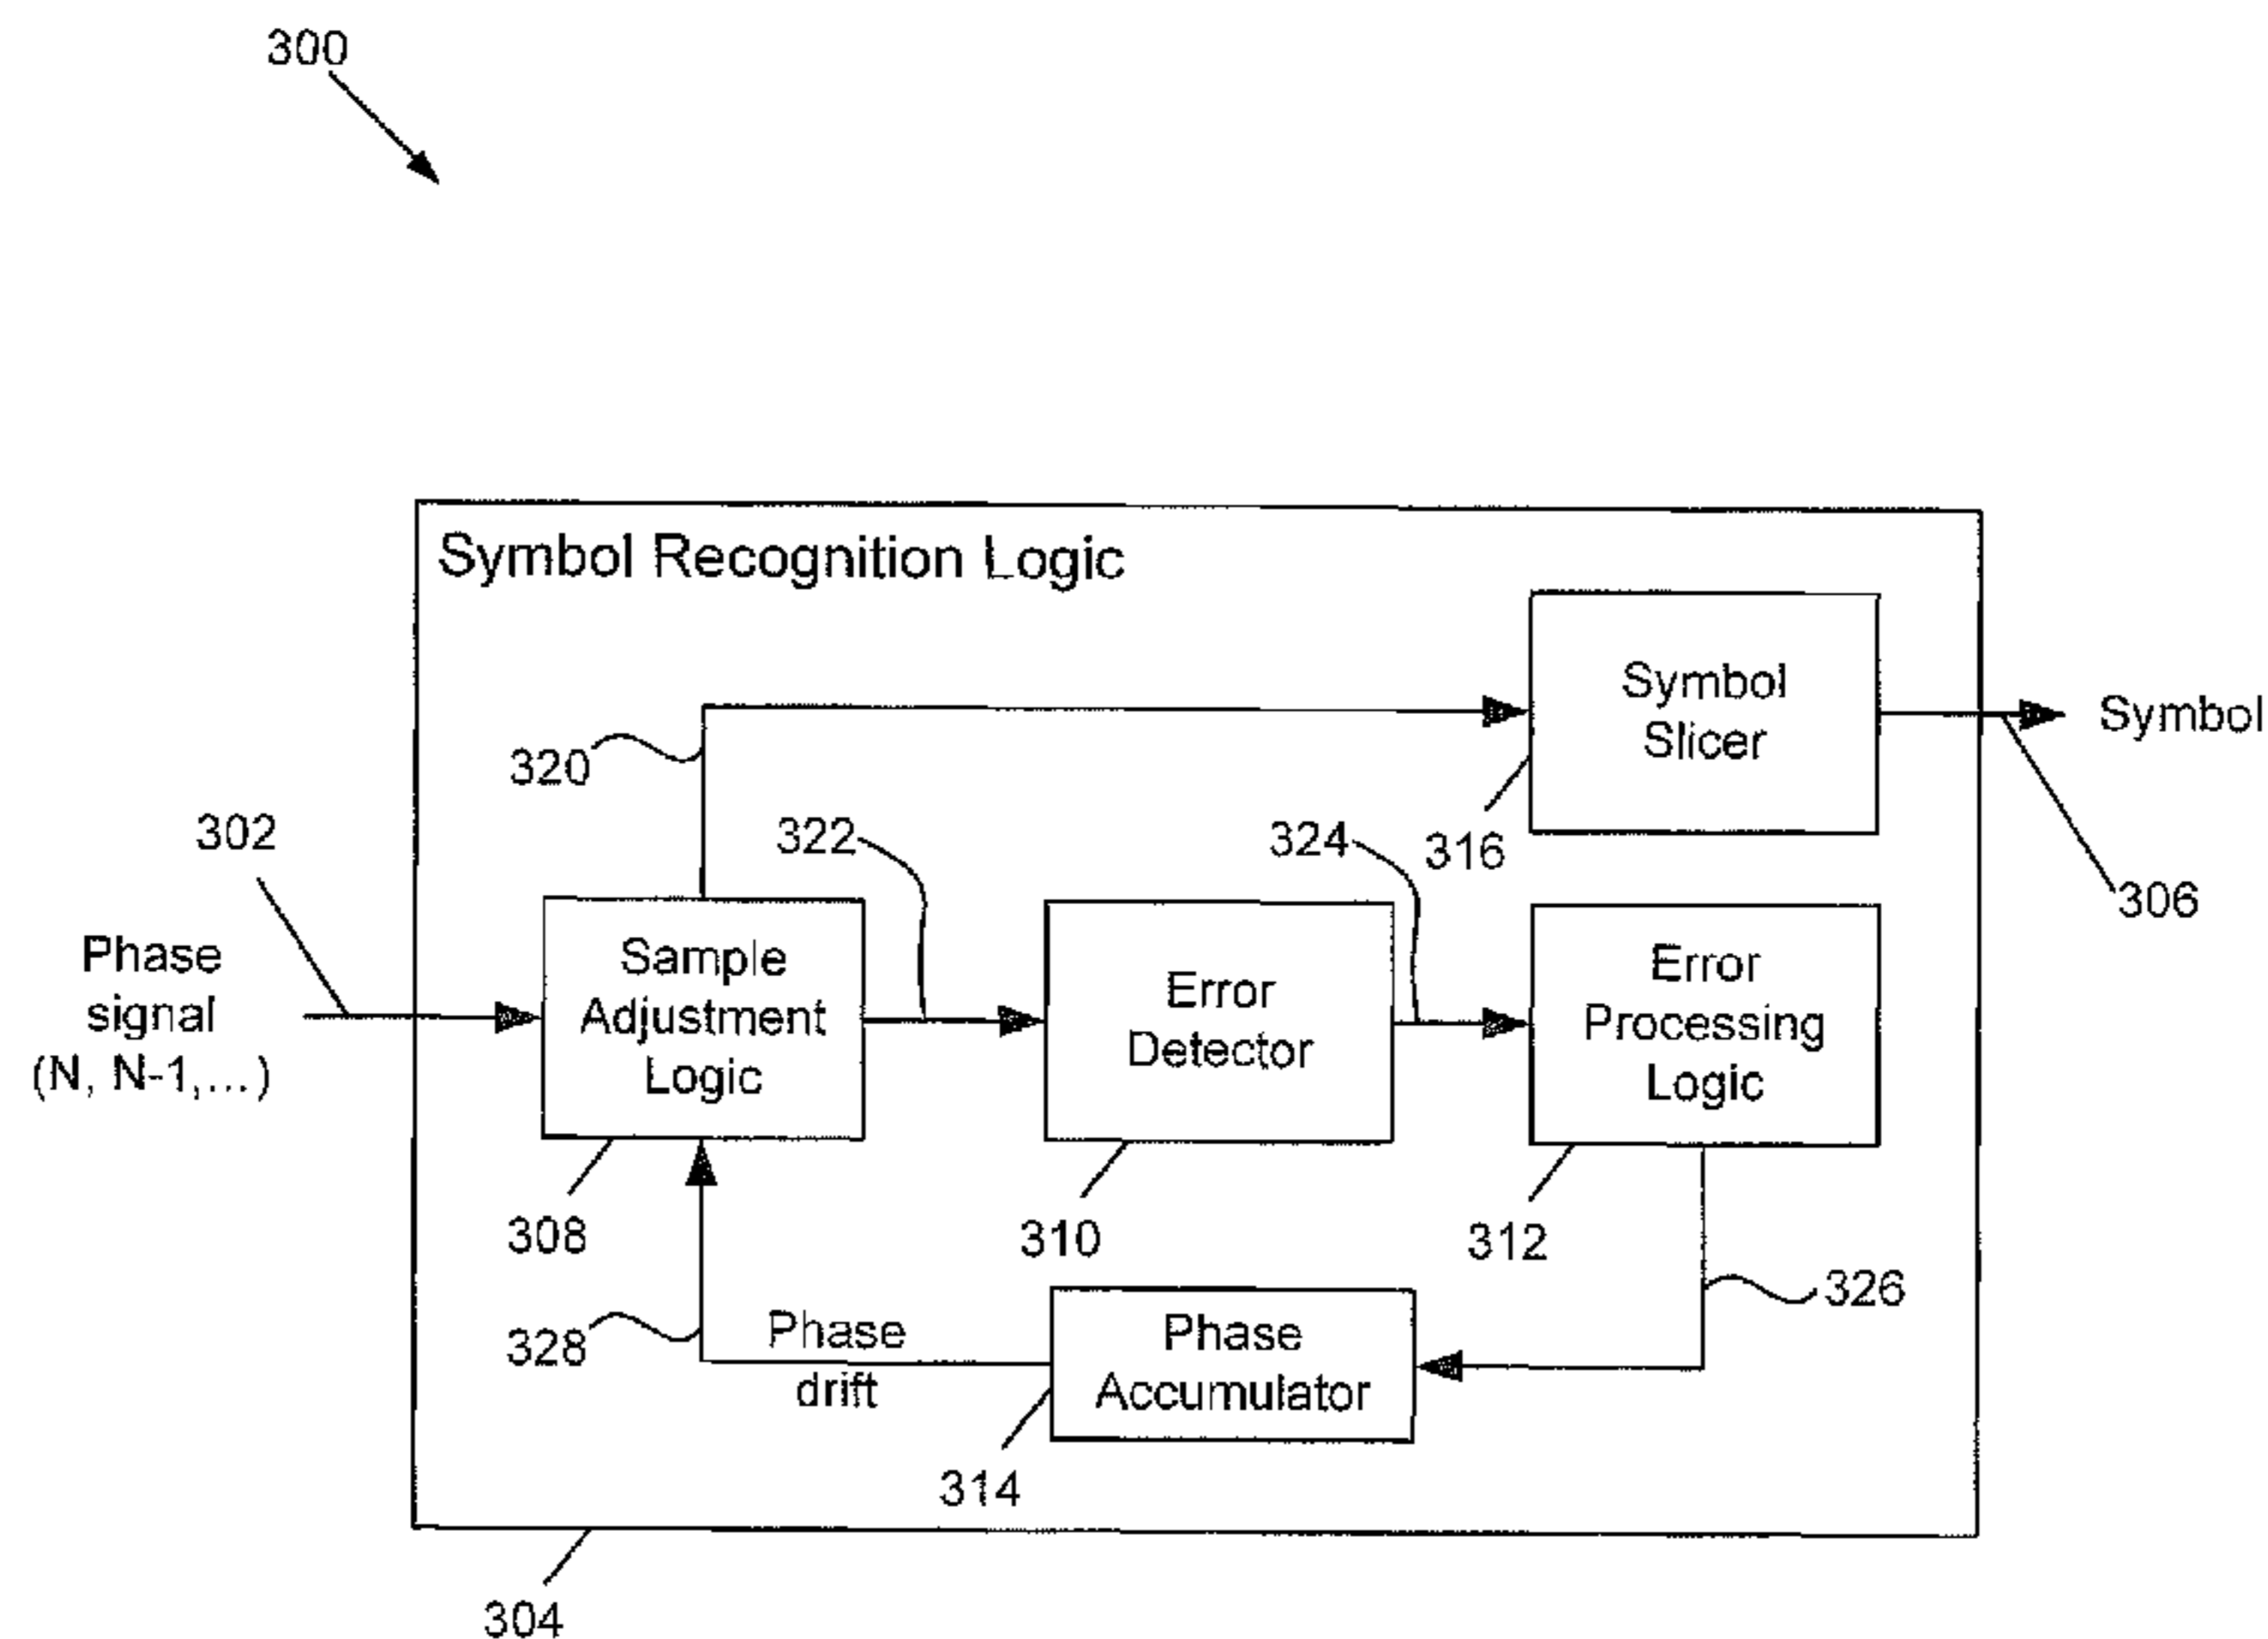 300
Symbol Recognition Logic
Symbol
Slicer
Symbol
320
322
324
316
306
302
Phase
signal
(N, N-1,...)
Sample
Adjustment
Logic
Error
Detector
Error
Processing
Logic
308
310
312
326
328
Phase
drift
Phase
Accumulator
314
304